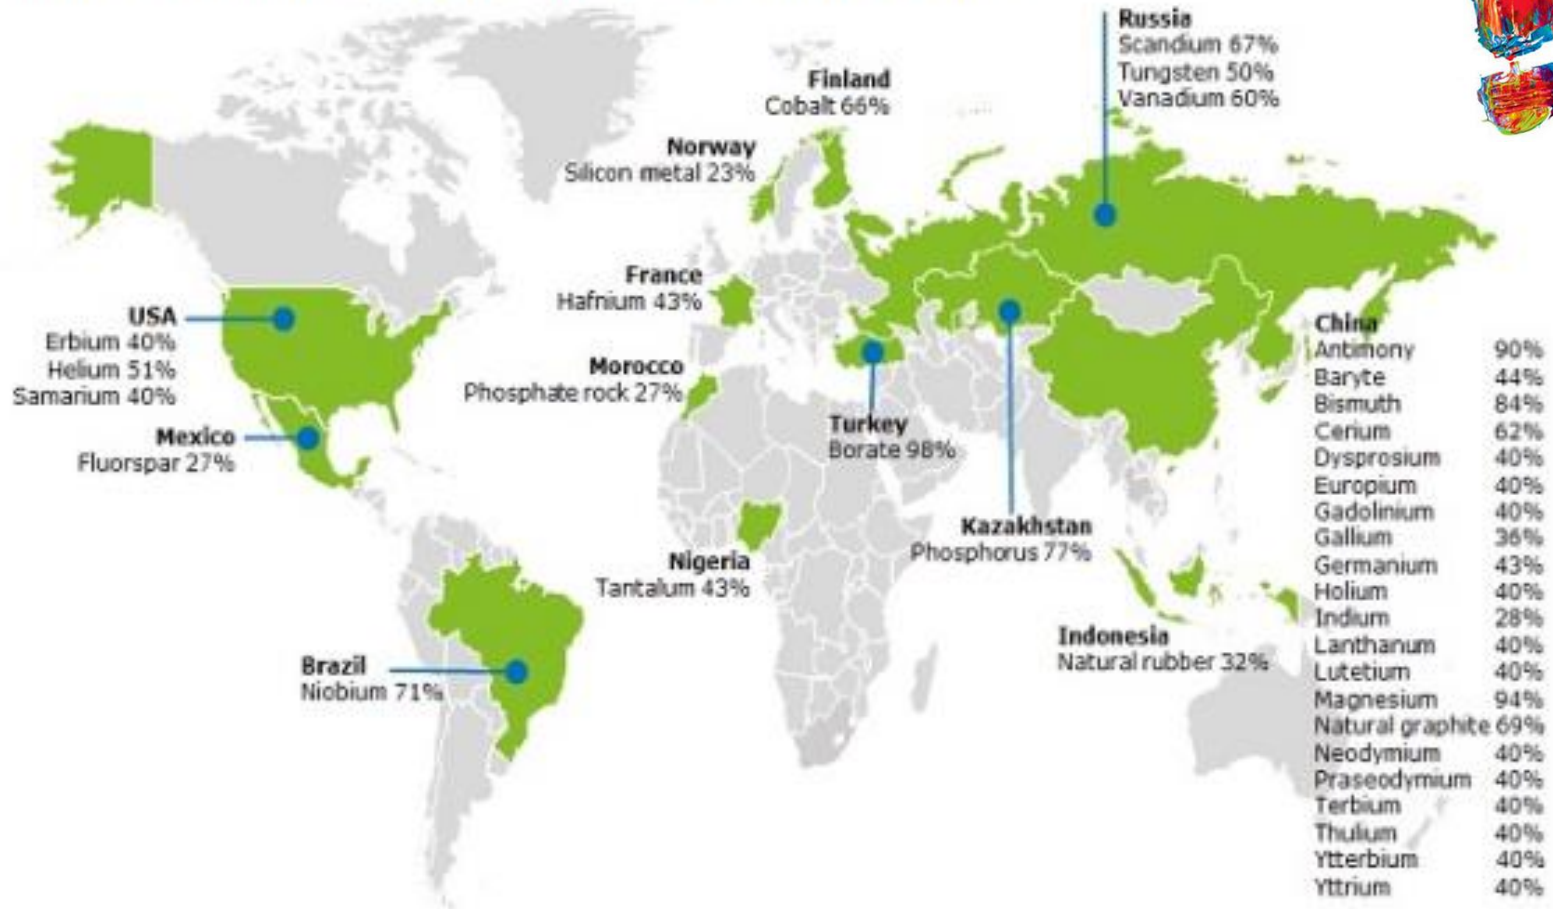 Russia
Scandium 67%
Tungsten 50%
Vanadium 60%
Finland
Cobalt 66%
Norway
Silicon metal 23%
France
Hafnium 43%
USA
Erbium 40%
Helium 51%
Samarium 40%
Morocco
Phosphate rock 27%
Mexico
Fluorspar 27%
Turkey
Borate 98%
Kazakhstan
Phosphorus 77%
Nigeria
Tantalum 43%
Indonesia
Natural rubber 32%
Brazil
Niobium 71%
China
Antimony 90%
Baryte 44%
Bismuth 84%
Cerium 62%
Dysprosium 40%
Europium 40%
Gadolinium 40%
Gallium 36%
Germanium 43%
Holium 40%
Indium 28%
Lanthanum 40%
Lutetium 40%
Magnesium 94%
Natural graphite 69%
Neodymium 40%
Praseodymium 40%
Terbium 40%
Thulium 40%
Ytterbium 40%
Yttrium 40%